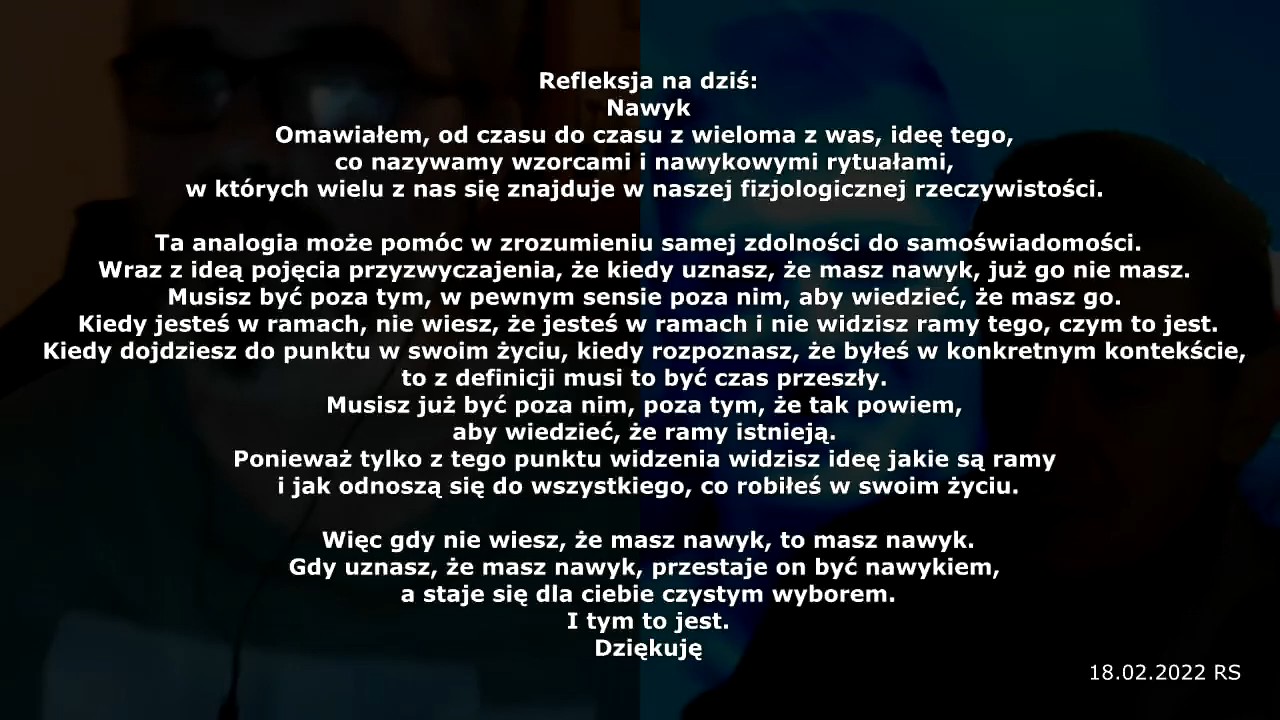 Refleksja na dziś:
Nawyk
Omawiałem, od czasu do czasu z wieloma z was, ideę tego,
co nazywamy wzorcami i nawykowymi rytuałami,
w których wielu z nas się znajduje w naszej fizjologicznej rzeczywistości.
Ta analogia może pomóc w zrozumieniu samej zdolności do samoświadomości.
Wraz z ideą pojęcia przyzwyczajenia, że kiedy uznasz, że masz nawyk, już go nie masz.
Musisz być poza tym, w pewnym sensie poza nim, aby wiedzieć, że masz go.
Kiedy jesteś w ramach, nie wiesz, że jesteś w ramach i nie widzisz ramy tego, czym to jest.
Kiedy dojdziesz do punktu w swoim życiu, kiedy rozpoznasz, że byłeś w konkretnym kontekście,
to z definicji musi to być czas przeszły.
Musisz już być poza nim, poza tym, że tak powiem,
aby wiedzieć, że ramy istnieją.
Ponieważ tylko z tego punktu widzenia widzisz ideę jakie są ramy
i jak odnoszą się do wszystkiego, co robiłeś w swoim życiu.
Więc gdy nie wiesz, że masz nawyk, to masz nawyk.
Gdy uznasz, że masz nawyk, przestaje on być nawykiem,
a staje się dla ciebie czystym wyborem.
I tym to jest.
Dziękuję
18.02.2022 RS